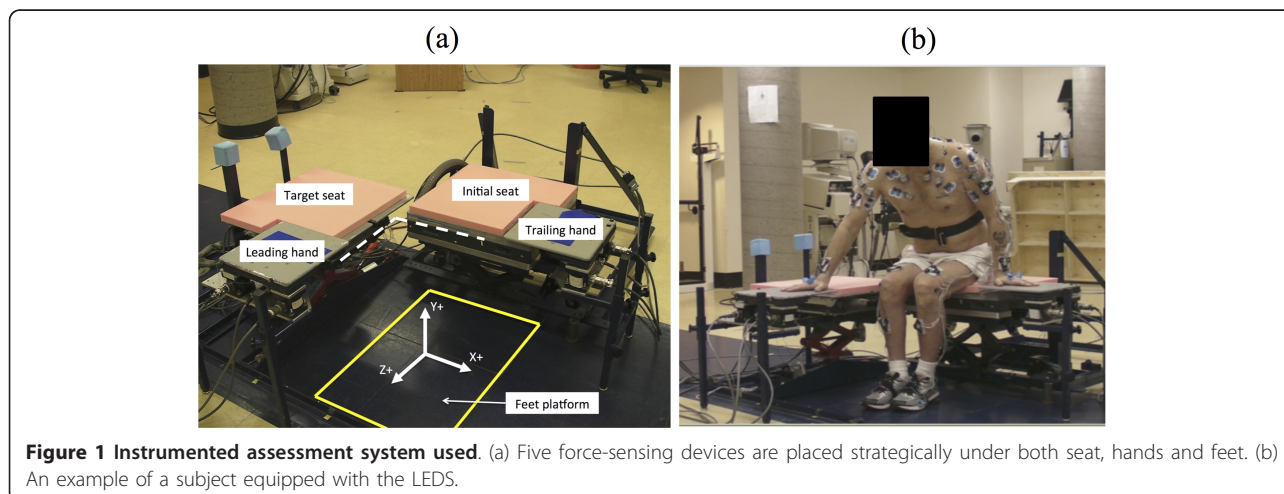 (a)
(b)
Target seat
Initial seat
Trailing hand
Leading hand
Y+
X+
Z+
Feet platform
Figure 1 Instrumented assessment system used. (a) Five force-sensing devices are placed strategically under both seat, hands and feet. (b)
An example of a subject equipped with the LEDS.